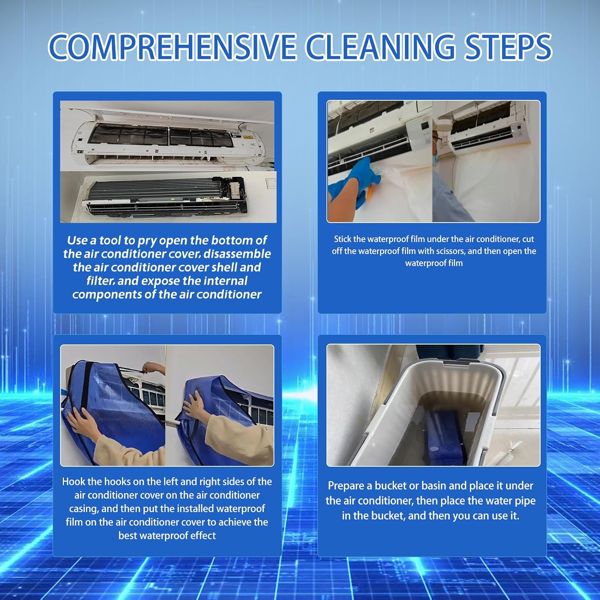 COMPREHENSIVE CLEANING STEPS
Use a tool to pry open the bottom of
the air conditioner cover, disassemble
the air conditioner cover shell and
filter, and expose the internal
components of the air conditioner
Stick the waterproof film under the air conditioner, cut
off the waterproof film with scissors, and then open the
waterproof film
Hook the hooks on the left and right sides of the
air conditioner cover on the air conditioner
casing, and then put the installed waterproof
film on the air conditioner cover to achieve the
best waterproof effect
Prepare a bucket or basin and place it under
the air conditioner, then place the water pipe
in the bucket, and then you can use it.